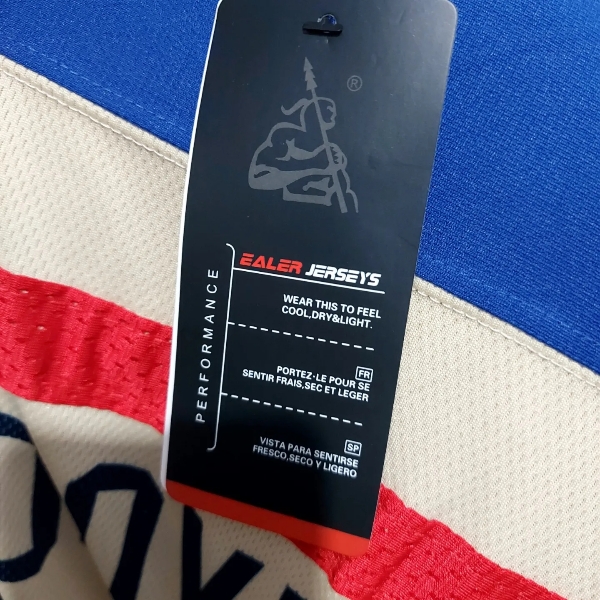 ®
EALER JERSEYS
PERFORMANCE
WEAR THIS TO FEEL
COOL,DRY&LIGHT.
FR
PORTEZ·LE POUR SE
SENTIR FRAIS,SEC ET LEGER
SP
VISTA PARA SENTIRSE
FRESCO,SECO Y LIGERO